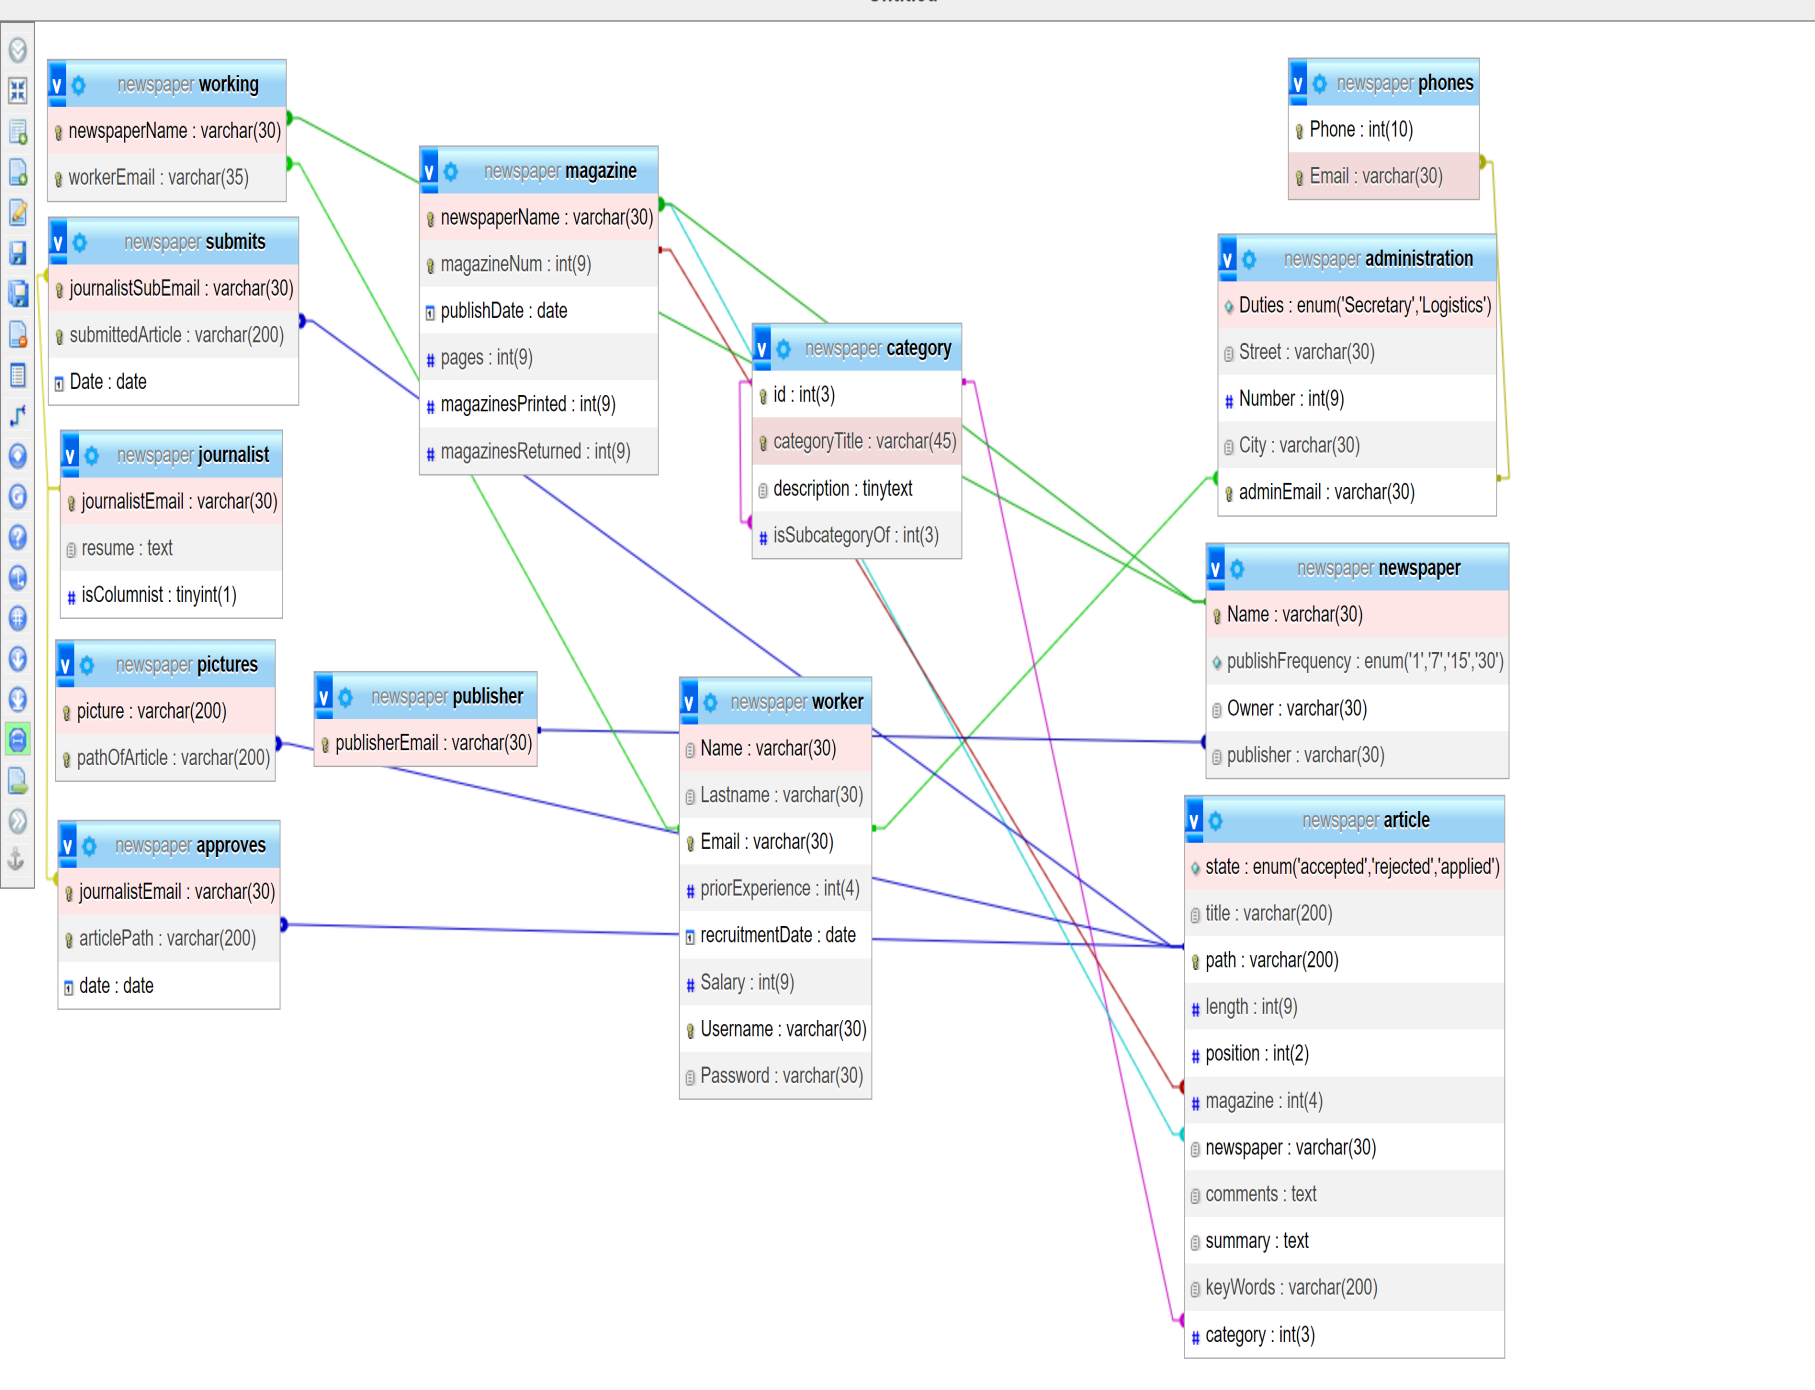 newspaper working
newspaperName : varchar(30)
workerEmail : varchar(35)
newspaper submits
journalistSubEmail : varchar(30)
submittedArticle : varchar(200)
Date : date
newspaper journalist
journalistEmail : varchar(30)
resume : text
isColumnist : tinyint(1)
newspaper pictures
picture : varchar(200)
pathOfArticle : varchar(200)
newspaper approves
journalistEmail : varchar(30)
articlePath : varchar(200)
date : date
newspaper publisher
publisherEmail : varchar(30)
newspaper magazine
newspaperName : varchar(30)
magazineNum : int(9)
publishDate : date
pages : int(9)
magazinesPrinted : int(9)
magazinesReturned : int(9)
newspaper category
id : int(3)
categoryTitle : varchar(45)
description : tinytext
isSubcategoryOf : int(3)
newspaper worker
Name : varchar(30)
Lastname : varchar(30)
Email : varchar(30)
priorExperience : int(4)
recruitmentDate : date
Salary : int(9)
Username : varchar(30)
Password : varchar(30)
newspaper phones
Phone : int(10)
Email : varchar(30)
newspaper administration
Duties : enum('Secretary','Logistics')
Street : varchar(30)
Number : int(9)
City : varchar(30)
adminEmail : varchar(30)
newspaper newspaper
Name : varchar(30)
publishFrequency : enum('1','7','15','30')
Owner : varchar(30)
publisher : varchar(30)
newspaper article
state : enum('accepted','rejected','applied')
title : varchar(200)
path : varchar(200)
length : int(9)
position : int(2)
magazine : int(4)
newspaper : varchar(30)
comments : text
summary : text
keyWords : varchar(200)
category : int(3)